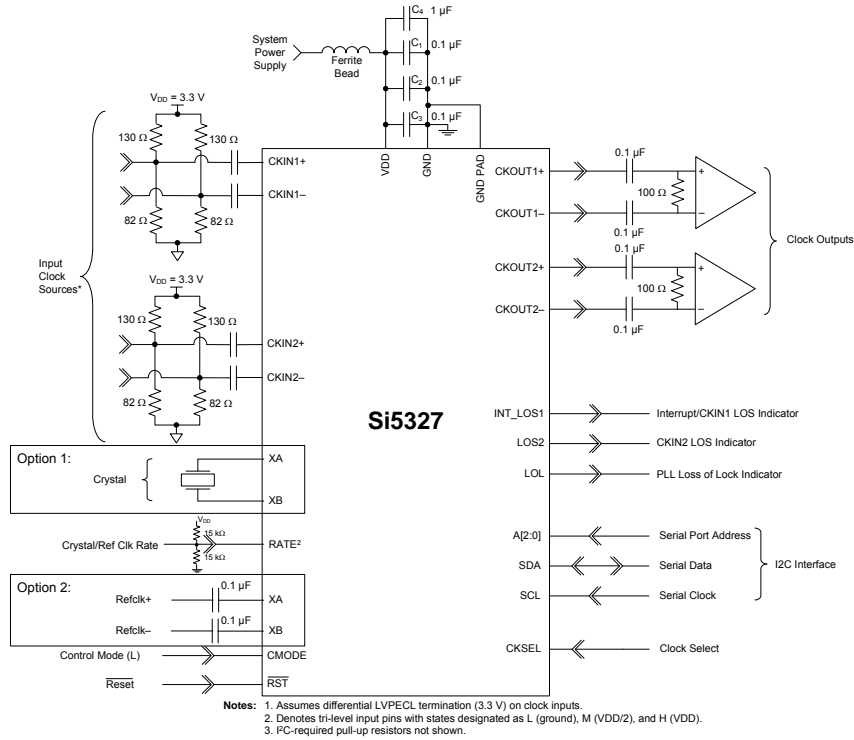 C4 1 µF
System
Power
Supply
Ferrite
Bead
C1 0.1 µF
C2 0.1 µF
C3 0.1 µF
VDD
GND
GND PAD
VDD = 3.3 V
130 Ω
130 Ω
CKIN1+
CKIN1–
82 Ω
82 Ω
Input
Clock
Sources*
VDD = 3.3 V
130 Ω
130 Ω
CKIN2+
CKIN2–
82 Ω
82 Ω
Si5327
CKOUT1+
0.1 µF
100 Ω
+
–
CKOUT1–
0.1 µF
CKOUT2+
0.1 µF
100 Ω
+
–
CKOUT2–
0.1 µF
Clock Outputs
Option 1:
Crystal
XA
XB
Crystal/Ref Clk Rate
VDD
15 kΩ
15 kΩ
RATE2
Option 2:
Refclk+
0.1 µF
XA
Refclk–
0.1 µF
XB
Control Mode (L)
CMODE
Reset
RST
INT_LOS1
Interrupt/CKIN1 LOS Indicator
LOS2
CKIN2 LOS Indicator
LOL
PLL Loss of Lock Indicator
A[2:0]
Serial Port Address
SDA
Serial Data
SCL
Serial Clock
I2C Interface
CKSEL
Clock Select
Notes: 1. Assumes differential LVPECL termination (3.3 V) on clock inputs.
2. Denotes tri-level input pins with states designated as L (ground), M (VDD/2), and H (VDD).
3. I²C-required pull-up resistors not shown.